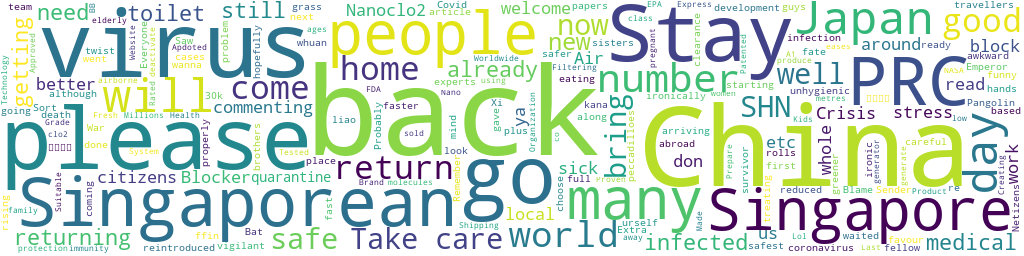 virus
back
please
China
Singaporean
Singapore
go
Stay
PRC
people
many
will
Japan
number
come
return
home
world
day
good
now
new
well
SHN
safe
Take care
bring
infected
medical
need
toilet
still
getting
better
citizens
Blocker
quarantine
returning
commenting
already
Nanoclo2
welcome
Air
around
block
read
stress
Crisis
Whole
work
Creating
us
etc
don
sick
local
ya
Xi
kana
liao
mind
look
faster
experts
using
plus
gave
eating
along
FDA
Nano
Worldwide
sold
Organization
co
Probably
properly
brothers
hopefully
problem
Rated
deactivate
cases
wanna
Saw
Apdoted
twist
went
Everyone
Website
Covid
article
next
BB
ages
whuan
team
elderly
Approved
Technology
going
although
Sort
death
Grade
clo2
War
done
airborne
Fresh
Millions
Health
System
Tested
Suitable
coming
rising
family
protection
immunity
reintroduced
ffin
Bat
vigilant
fast
place
full
Brand
molecules
Remember
Shipping
choose
urself
Extra
away
Proven
Made
Prepare
women
abroad
arriving
peccadilloes
ironically
Filtering
infection
safer
sisters
papers
pregnant
class
Express
EPA
clearance
development
Patented
starting
guys
travellers
grass
ready
awkward
fate
Emperor
funny
hands
NASA
eases
produce
Al
unhygienic
metres
Kids
Pangolin
based
low
careful
ironic
generator
generate
Product
re
Netizens
greener
Blame
Sender
reduced
survivor
treating
rolls
first
safest
coronavirus
Lol
waited
Last
favour
fellow